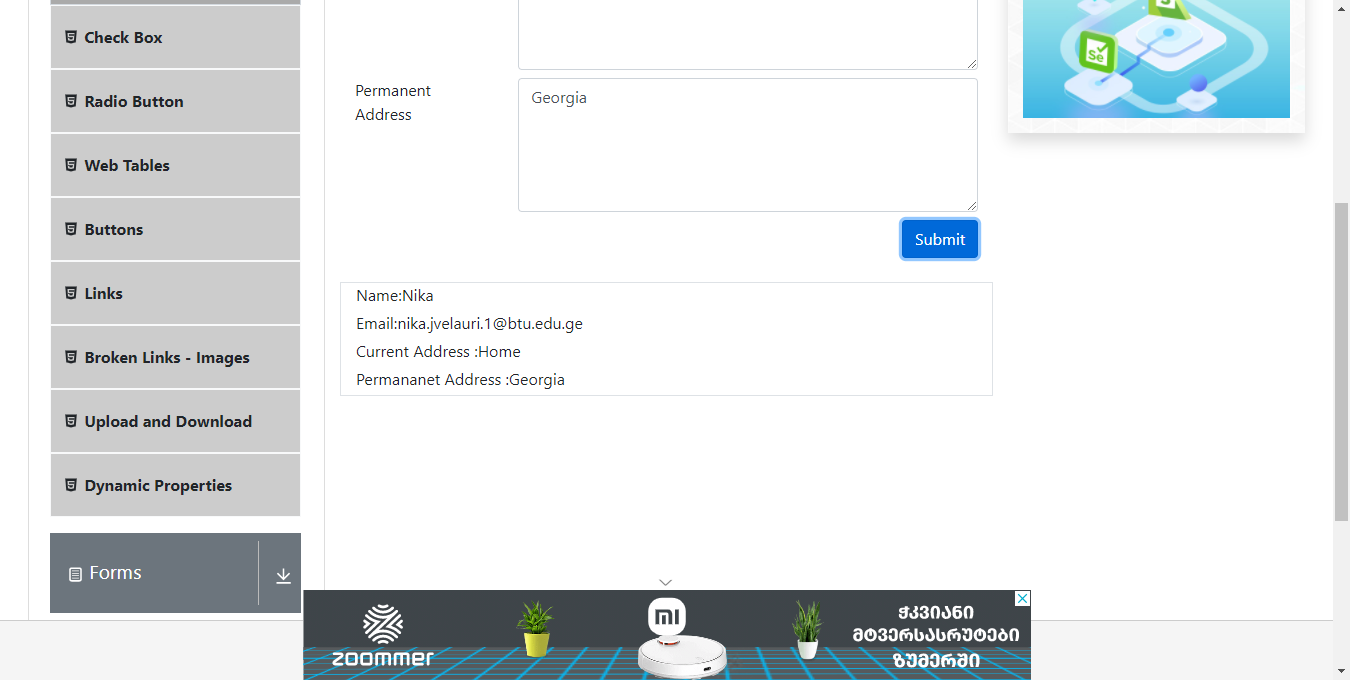 Check Box
Radio Button
Web Tables
Buttons
Links
Broken Links - Images
Upload and Download
Dynamic Properties
Forms
Permanent
Address
Georgia
Submit
Name:Nika
Email:nika.jvelauri.1@btu.edu.ge
Current Address :Home
Permananet Address :Georgia
Se
zoommer
mi
ჭკვიანი
მტვერსასრუტები
ზუმერში